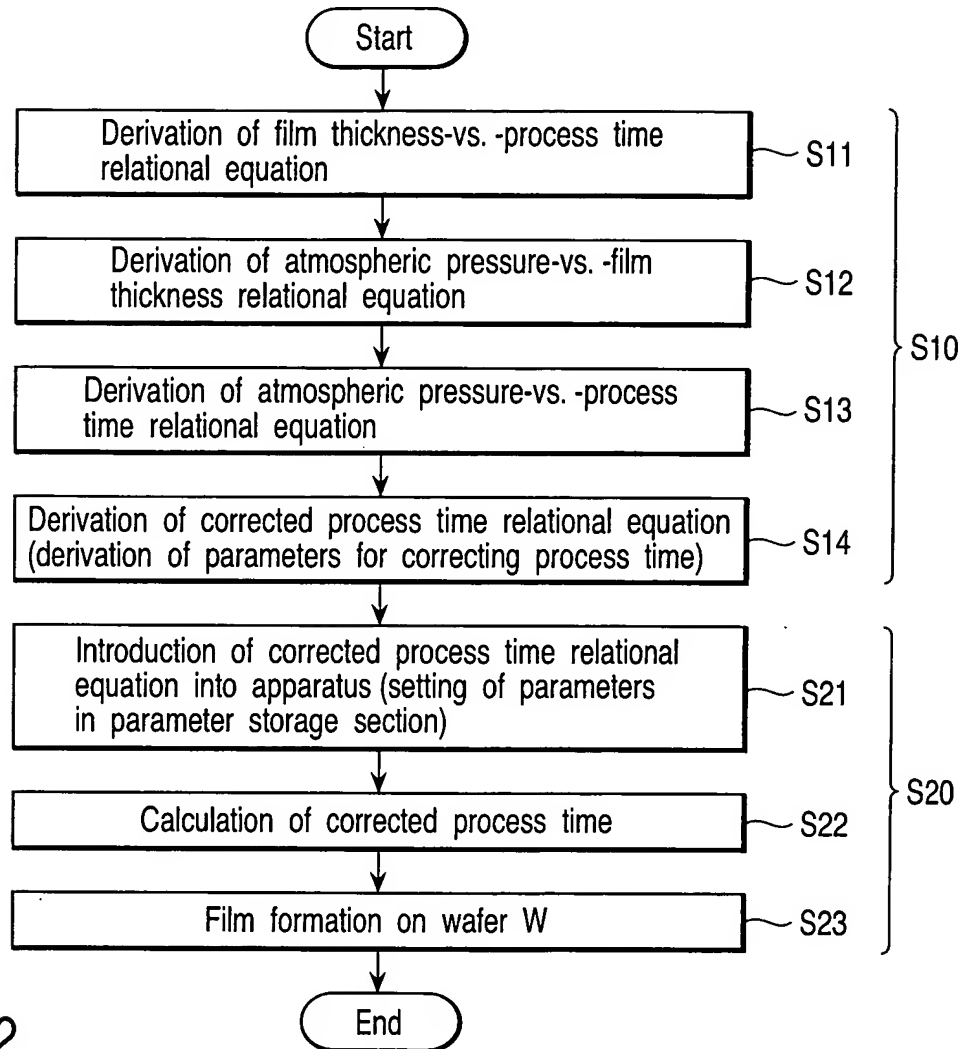 Start
Derivation of film thickness-vs. -process time
relational equation
S11
Derivation of atmospheric pressure-vs. -film
thickness relational equation
S12
Derivation of atmospheric pressure-vs. -process
time relational equation
S13
Derivation of corrected process time relational equation
(derivation of parameters for correcting process time)
S14
S10
Introduction of corrected process time relational
equation into apparatus (setting of parameters
in parameter storage section)
S21
Calculation of corrected process time
S22
Film formation on wafer W
S23
S20
End